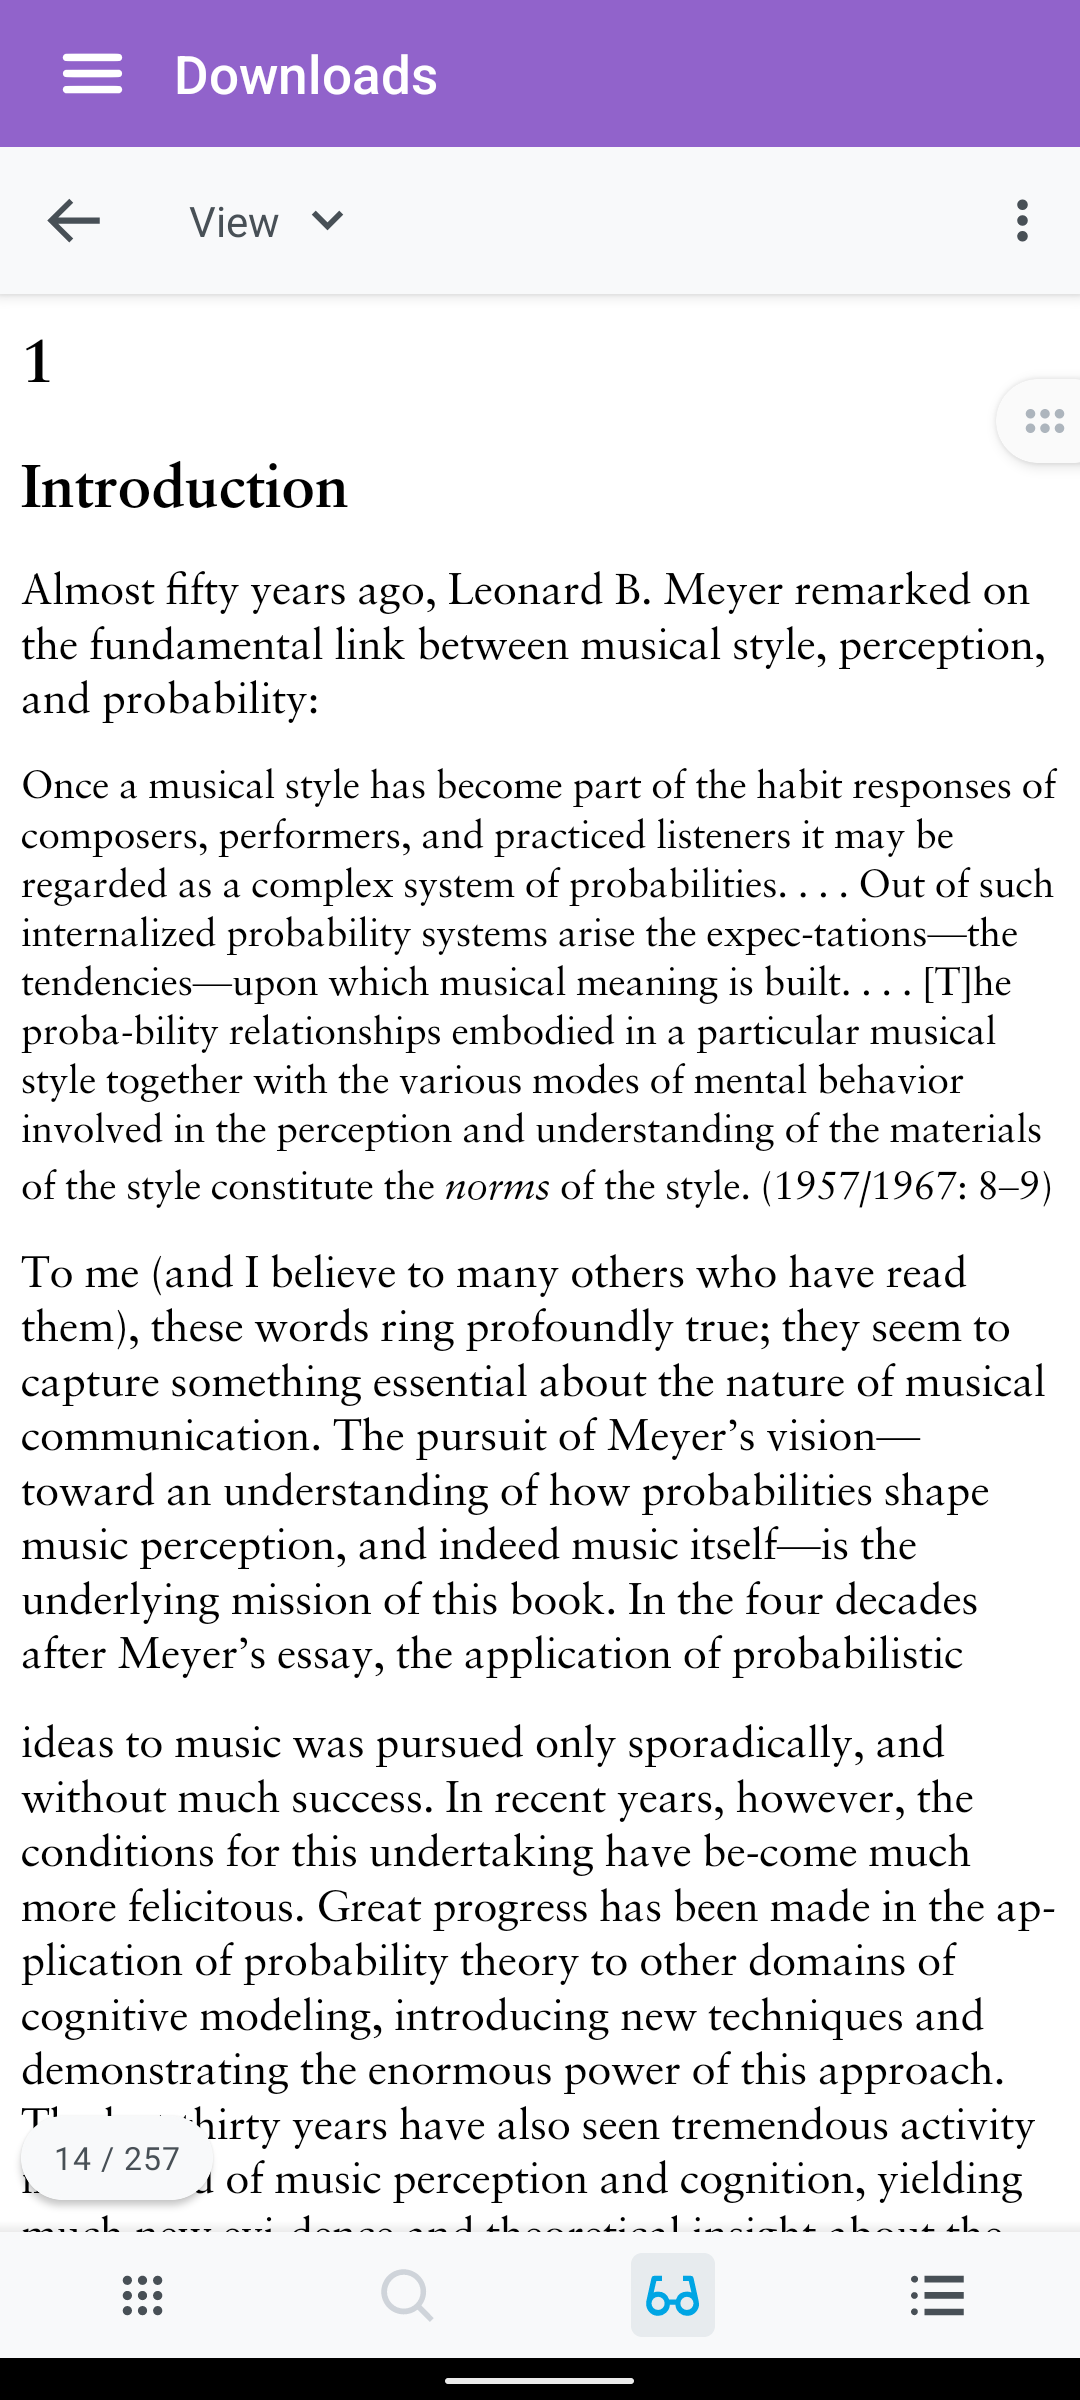 Downloads
View
1
Introduction
Almost fifty years ago, Leonard B. Meyer remarked on
the fundamental link between musical style, perception,
and probability:
Once a musical style has become part of the habit responses of
composers, performers, and practiced listeners it may be
regarded as a complex system of probabilities. . . . Out of such
internalized probability systems arise the expec-tations—the
tendencies—upon which musical meaning is built. . . . [T]he
proba-bility relationships embodied in a particular musical
style together with the various modes of mental behavior
involved in the perception and understanding of the materials
of the style constitute the norms of the style. (1957/1967: 8–9)
To me (and I believe to many others who have read
them), these words ring profoundly true; they seem to
capture something essential about the nature of musical
communication. The pursuit of Meyer’s vision—
toward an understanding of how probabilities shape
music perception, and indeed music itself—is the
underlying mission of this book. In the four decades
after Meyer’s essay, the application of probabilistic
ideas to music was pursued only sporadically, and
without much success. In recent years, however, the
conditions for this undertaking have be-come much
more felicitous. Great progress has been made in the ap-
plication of probability theory to other domains of
cognitive modeling, introducing new techniques and
demonstrating the enormous power of this approach.
thirty years have also seen tremendous activity
14 / 257
of music perception and cognition, yielding
much new evi-dence and theoretical insight about the